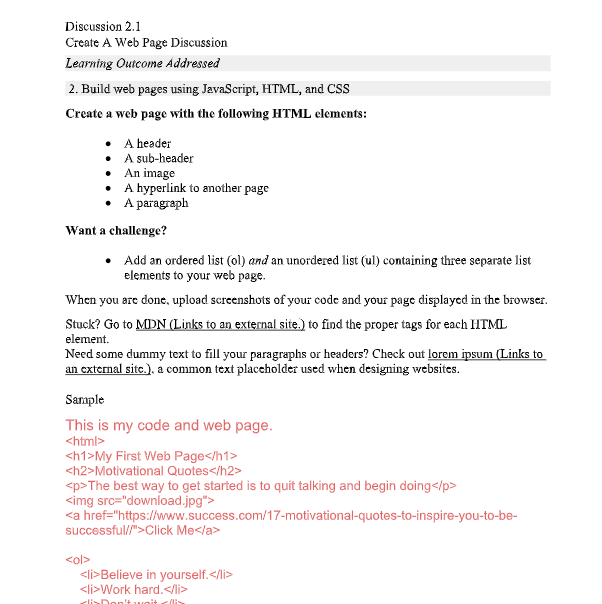 Discussion 2.1
Create A Web Page Discussion
Learning Outcome Addressed
2. Build web pages using JavaScript, HTML, and CSS
Create a web page with the following HTML elements:
• A header
• A sub-header
• An image
• A hyperlink to another page
• A paragraph
Want a challenge?
• Add an ordered list (ol) and an unordered list (ul) containing three separate list
elements to your web page.
When you are done, upload screenshots of your code and your page displayed in the browser.
Stuck? Go to MDN (Links to an external site.) to find the proper tags for each HTML
element.
Need some dummy text to fill your paragraphs or headers? Check out lorem ipsum (Links to
an external site.), a common text placeholder used when designing websites.
Sample
This is my code and web page.
<html>
<h1>My First Web Page</h1>
<h2>Motivational Quotes</h2>
<p>The best way to get started is to quit talking and begin doing</p>
<img src="download.jpg">
<a href="https://www.success.com/17-motivational-quotes-to-inspire-you-to-be-
successful//">Click Me</a>
<ol>
<li>Believe in yourself.</li>
<li>Work hard.</li>
<li>Don't wait.</li>